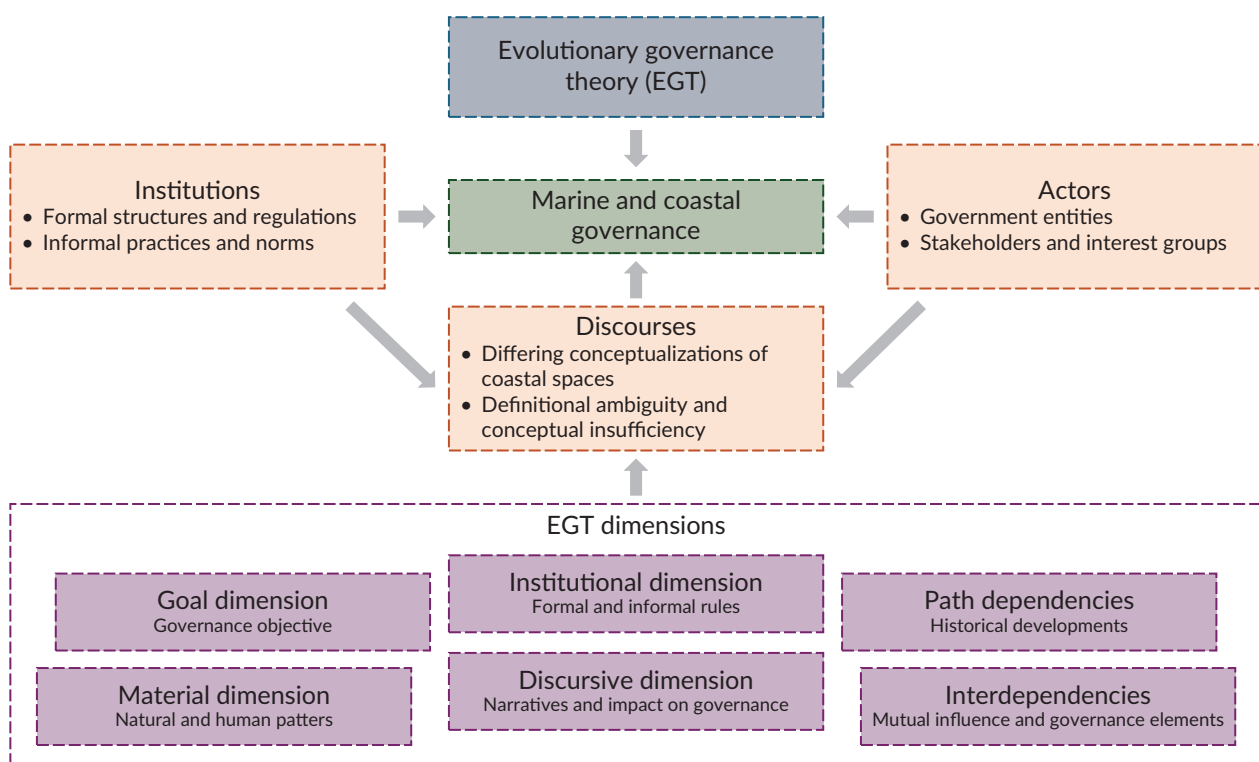 Evolutionary governance
theory (EGT)
Institutions
• Formal structures and regulations
• Informal practices and norms
Marine and coastal
governance
Actors
• Government entities
• Stakeholders and interest groups
Discourses
• Differing conceptualizations of
coastal spaces
• Definitional ambiguity and
conceptual insufficiency
EGT dimensions
Goal dimension
Governance objective
Institutional dimension
Formal and informal rules
Path dependencies
Historical developments
Material dimension
Natural and human patters
Discursive dimension
Narratives and impact on governance
Interdependencies
Mutual influence and governance elements